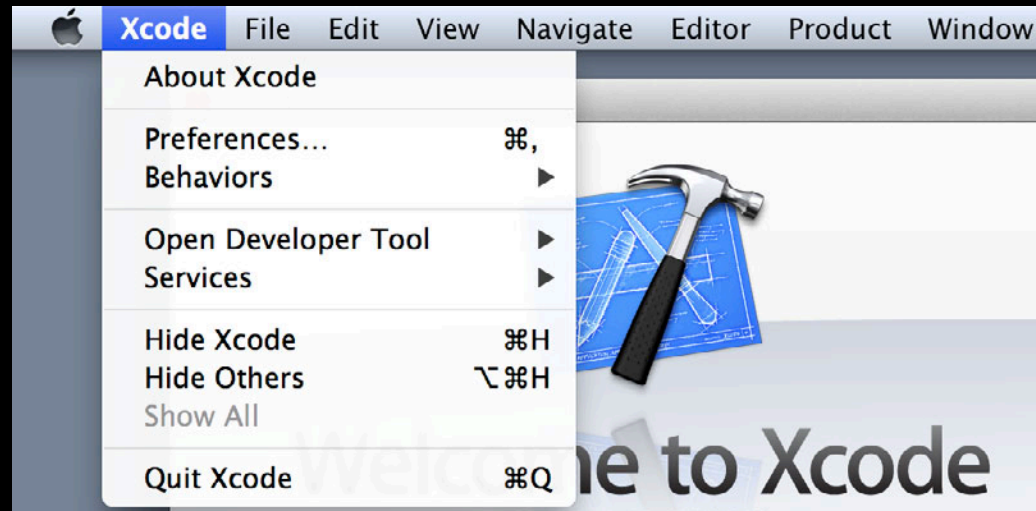 Xcode File Edit View Navigate Editor Product Window
About Xcode
Preferences... ⌘,
Behaviors ▶
Open Developer Tool ▶
Services ▶
Hide Xcode ⌘H
Hide Others ⌥⌘H
Show All
Quit Xcode ⌘Q
Welcome to Xcode